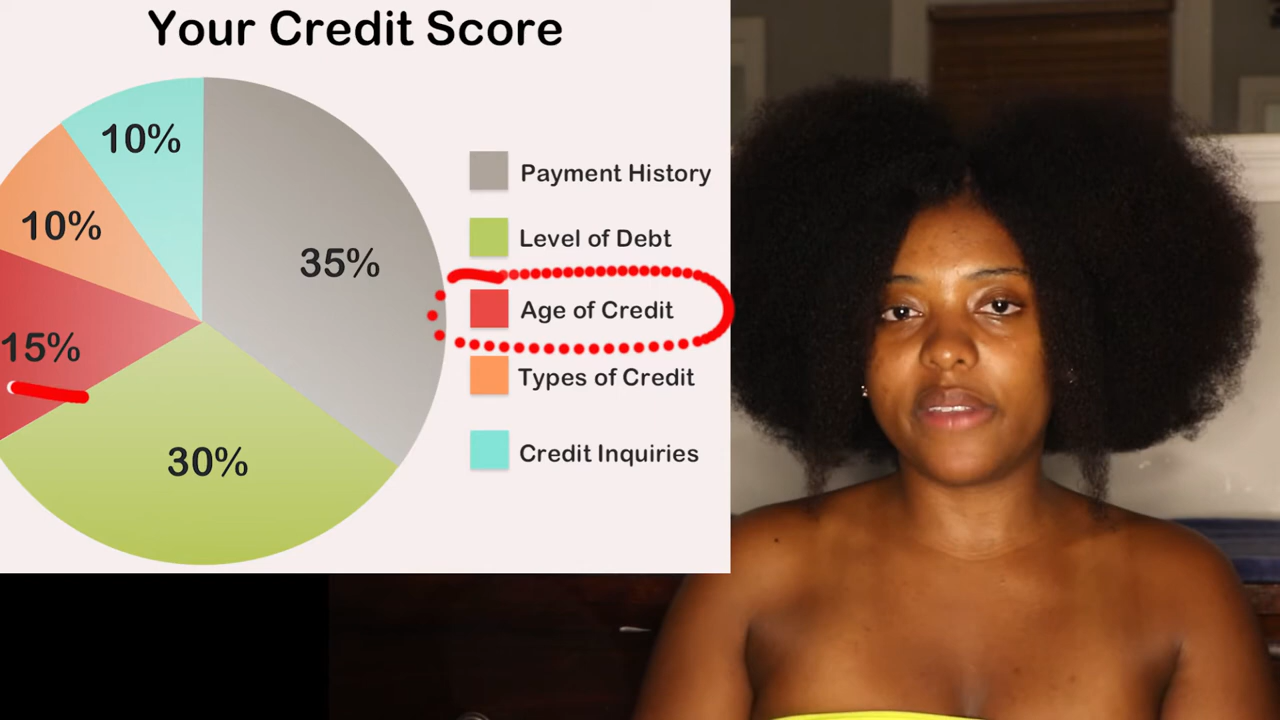 Your Credit Score
10%
10%
35%
15%
30%
Payment History
Level of Debt
Age of Credit
Types of Credit
Credit Inquiries